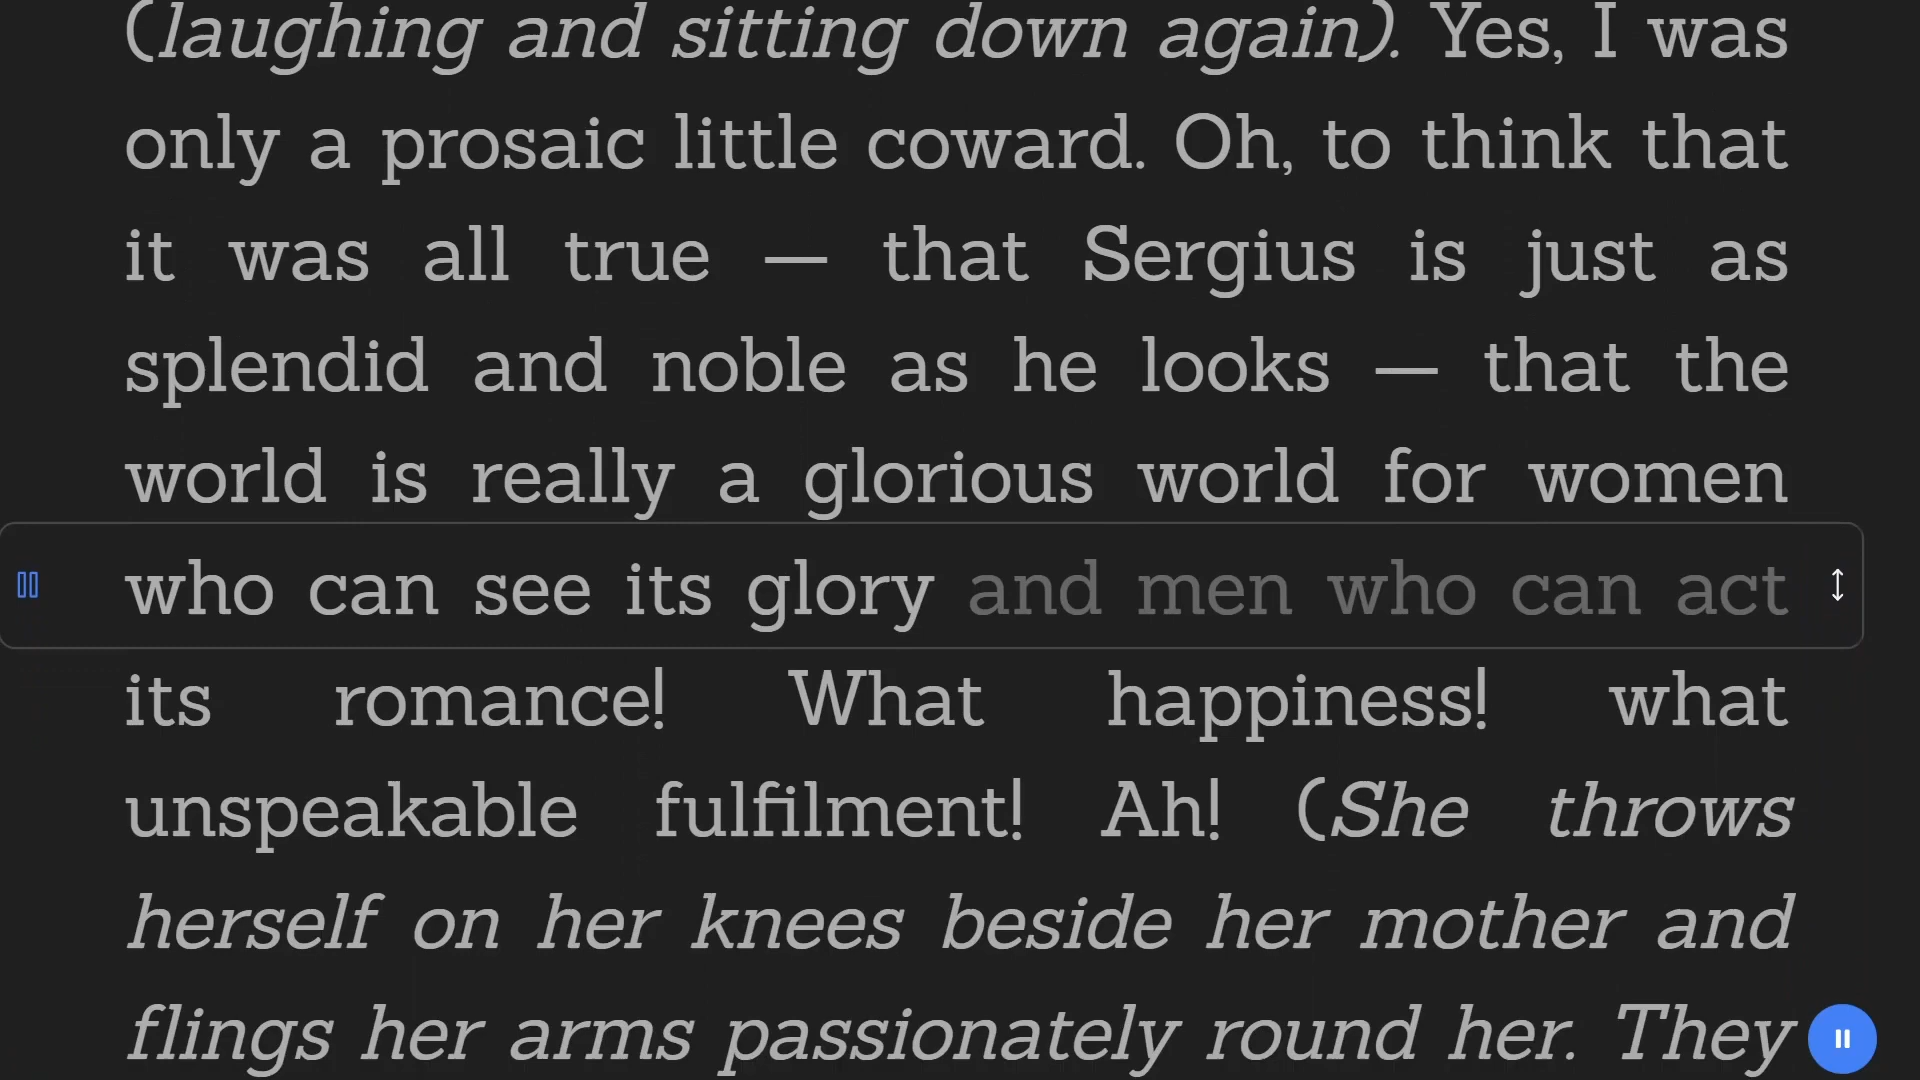 (laughing and sitting down again). Yes, I was
only a prosaic little coward. Oh, to think that
it was all true — that Sergius is just as
splendid and noble as he looks — that the
world is really a glorious world for women
who can see its glory and men who can act
its romance! What happiness! what
unspeakable fulfilment! Ah! (She throws
herself on her knees beside her mother and
flings her arms passionately round her. They